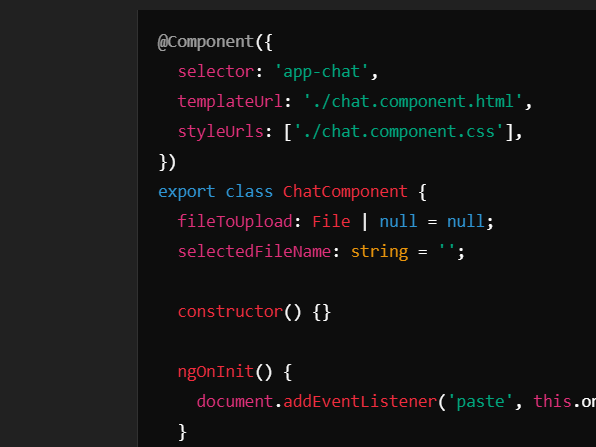 @Component({
  selector: 'app-chat',
  templateUrl: './chat.component.html',
  styleUrls: ['./chat.component.css'],
})
export class ChatComponent {
  fileToUpload: File | null = null;
  selectedFileName: string = '';
  constructor() {}
  ngOnInit() {
    document.addEventListener('paste', this.on
  }